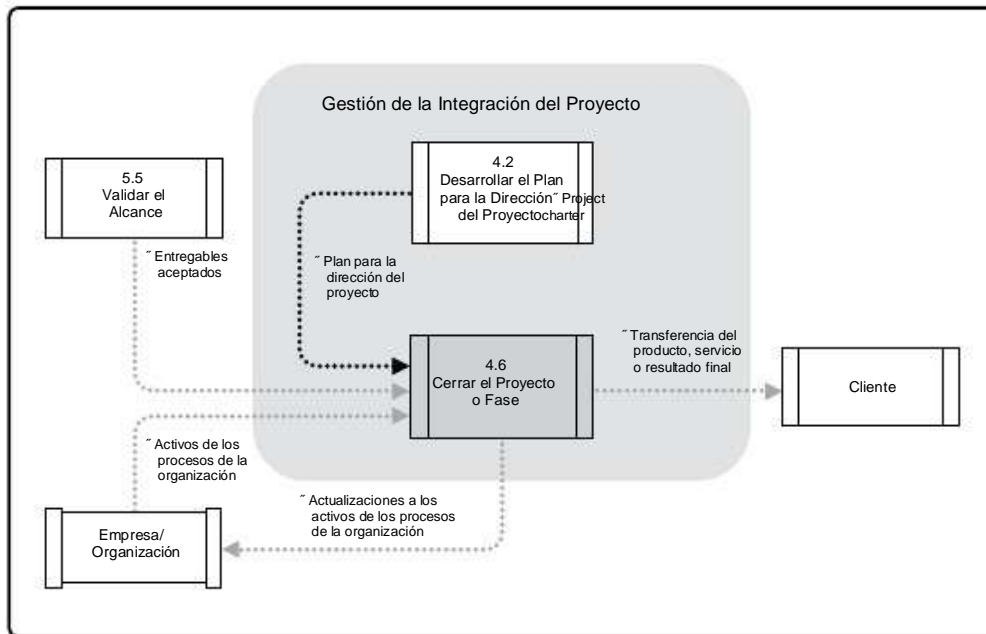 Gestión de la Integración del Proyecto
4.2
Desarrollar el Plan
para la Dirección˝ Project
del Proyectocharter
5.5
Validar el
Alcance
˝ Entregables
aceptados
˝ Plan para la
dirección del
proyecto
4.6
Cerrar el Proyecto
o Fase
˝ Transferencia del
producto, servicio
o resultado final
Cliente
˝ Activos de los
procesos de la
organización
˝ Actualizaciones a los
activos de los procesos
de la organización
Empresa/
Organización